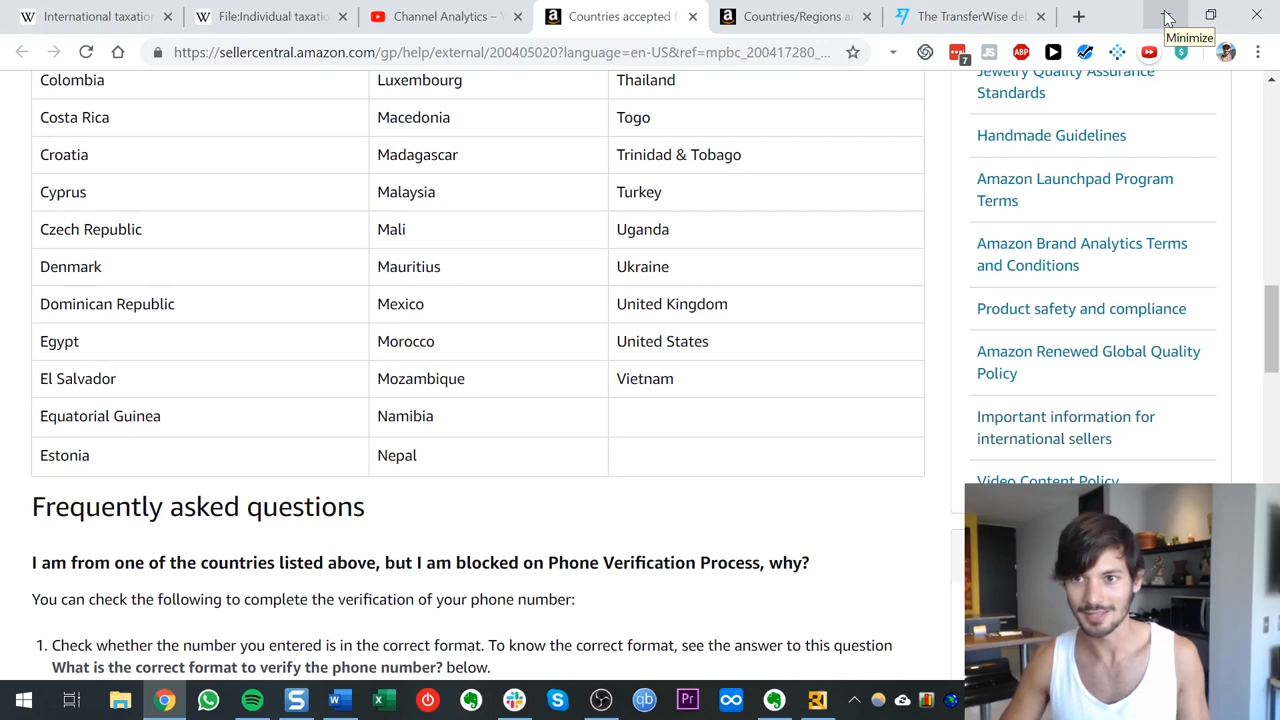 International taxation
File:Individual taxatio
Channel Analytics – Y
Countries accepted f
Countries/Regions a
The TransferWise de
Minimize
https://sellercentral.amazon.com/gp/help/external/200405020?language=en-US&ref=mpbc_200417280_...
7
JS
ABP
Colombia Luxembourg Thailand
Costa Rica Macedonia Togo
Croatia Madagascar Trinidad & Tobago
Cyprus Malaysia Turkey
Czech Republic Mali Uganda
Denmark Mauritius Ukraine
Dominican Republic Mexico United Kingdom
Egypt Morocco United States
El Salvador Mozambique Vietnam
Equatorial Guinea Namibia
Estonia Nepal
Frequently asked questions
I am from one of the countries listed above, but I am blocked on Phone Verification Process, why?
You can check the following to complete the verification of your phone number:
1. Check whether the number you entered is in the correct format. To know the correct format, see the answer to this question
What is the correct format to verify the phone number? below.
Jewelry Quality Assurance
Standards
Handmade Guidelines
Amazon Launchpad Program
Terms
Amazon Brand Analytics Terms
and Conditions
Product safety and compliance
Amazon Renewed Global Quality
Policy
Important information for
international sellers
Video Content Policy